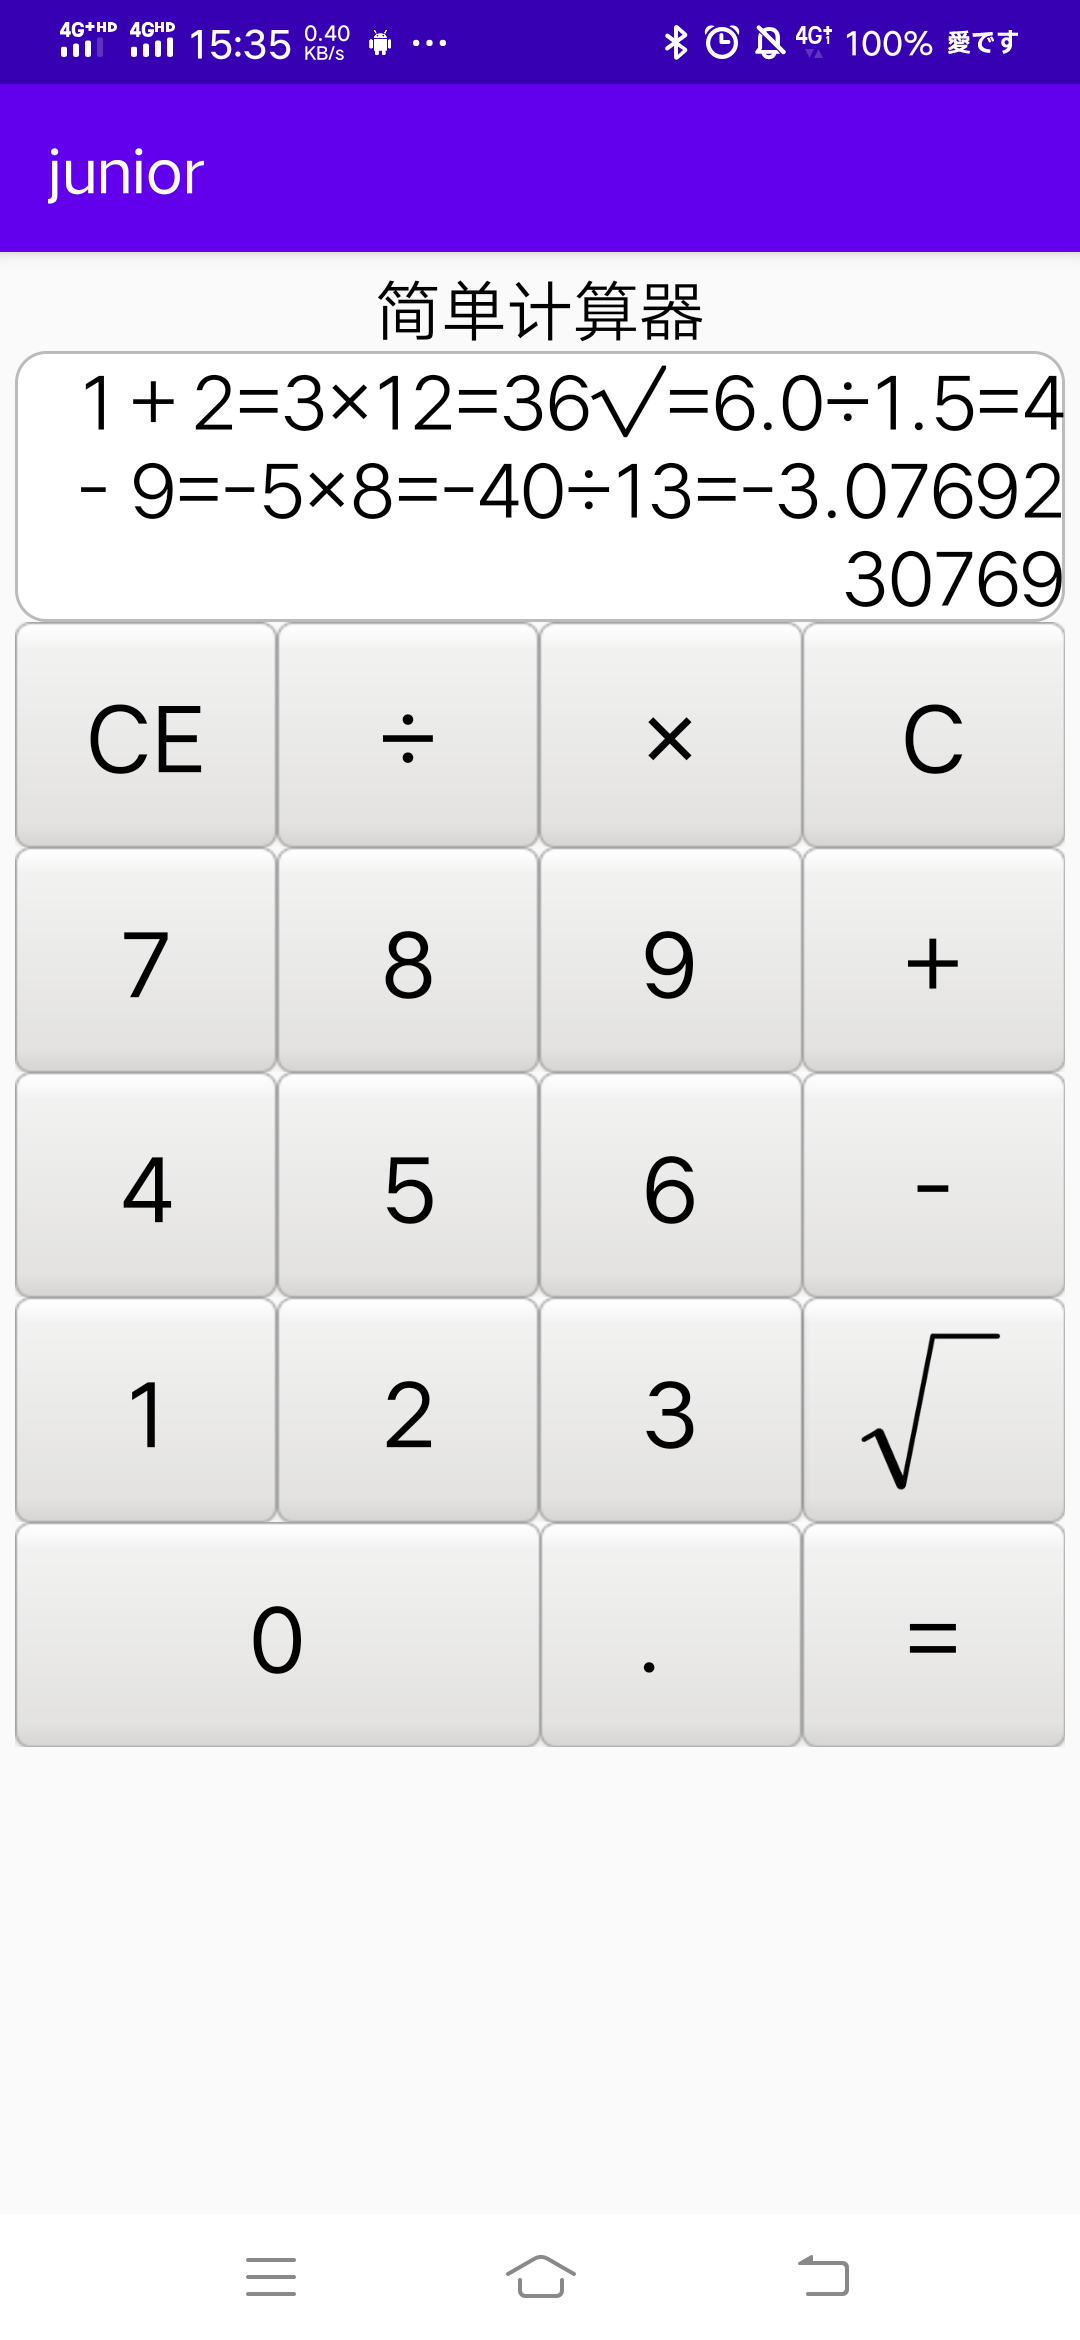 4G+HD 4GHD 15:35 0.40 KB/s ••• 4G+1 100% 愛です
junior
简单计算器
1+2=3×12=36√=6.0÷1.5=4
- 9=-5×8=-40÷13=-3.07692
30769
CE ÷ × C
7 8 9 +
4 5 6 -
1 2 3 √
0 . =